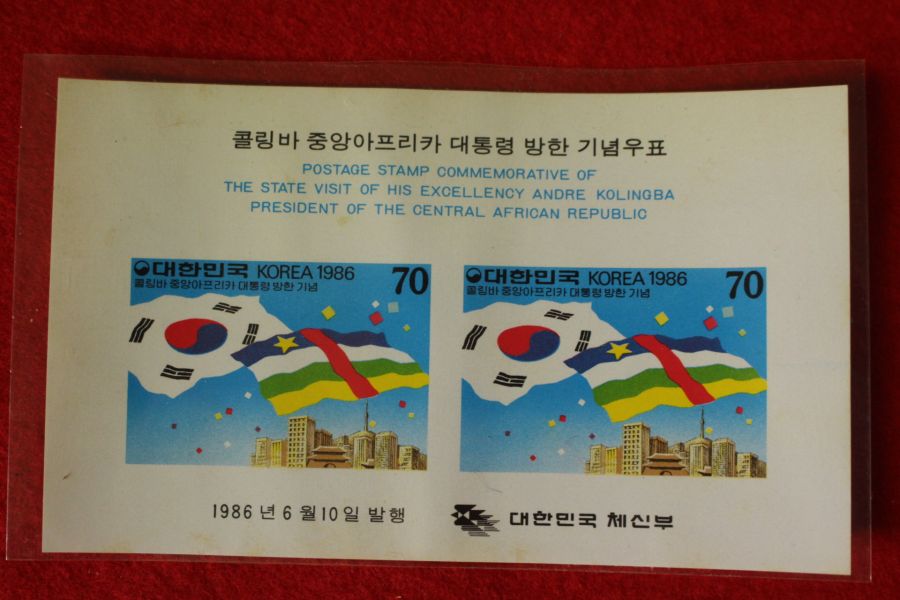 콜링바 중앙아프리카 대통령 방한 기념우표
POSTAGE STAMP COMMEMORATIVE OF
THE STATE VISIT OF HIS EXCELLENCY ANDRE KOLINGBA
PRESIDENT OF THE CENTRAL AFRICAN REPUBLIC
대한민국 KOREA 1986 70
콜링바 중앙아프리카 대통령 방한 기념
대한민국 KOREA 1986 70
콜링바 중앙아프리카 대통령 방한 기념
1986년 6월 10일 발행
대한민국 체신부